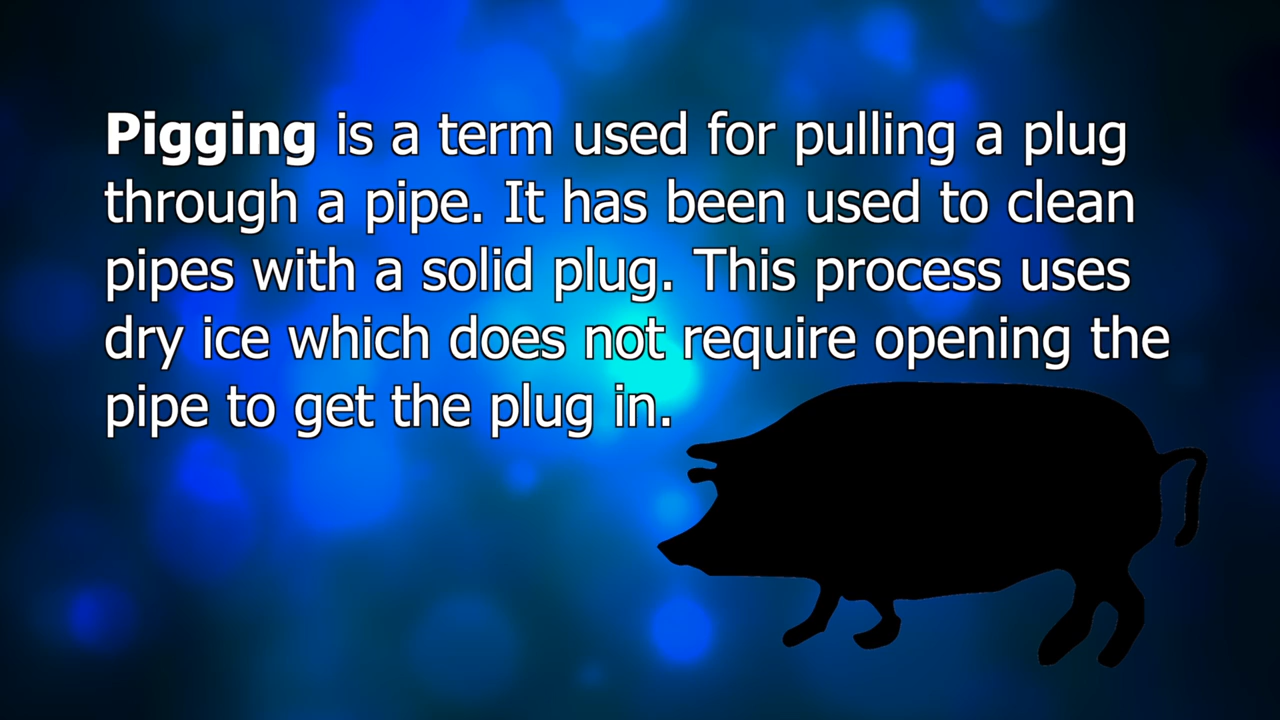 Pigging is a term used for pulling a plug
through a pipe. It has been used to clean
pipes with a solid plug. This process uses
dry ice which does not require opening the
pipe to get the plug in.